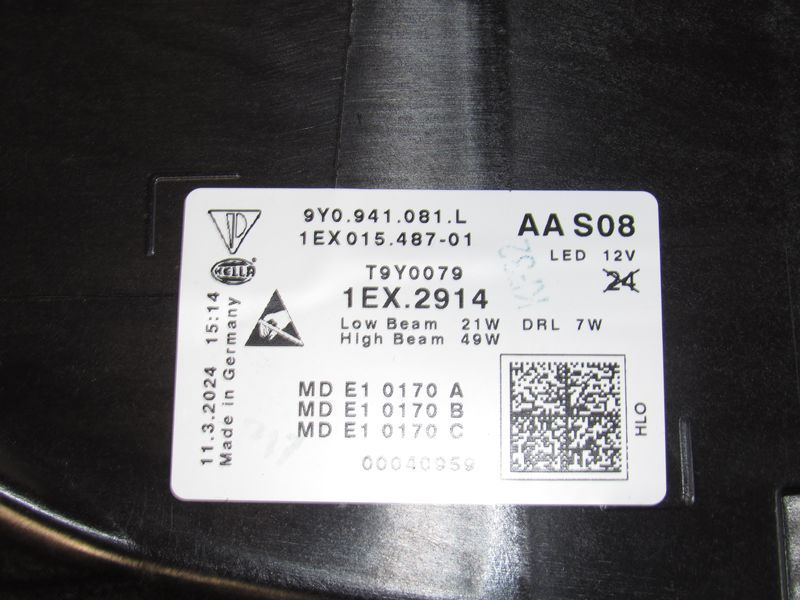 9Y0.941.081.L
1EX015.487-01
AA S08
LED 12V
24
HELLA
T9Y0079
1EX.2914
Low Beam 21W DRL 7W
High Beam 49W
MD E1 0170 A
MD E1 0170 B
MD E1 0170 C
00040959
HLO
11.3.2024 15:14
Made in Germany